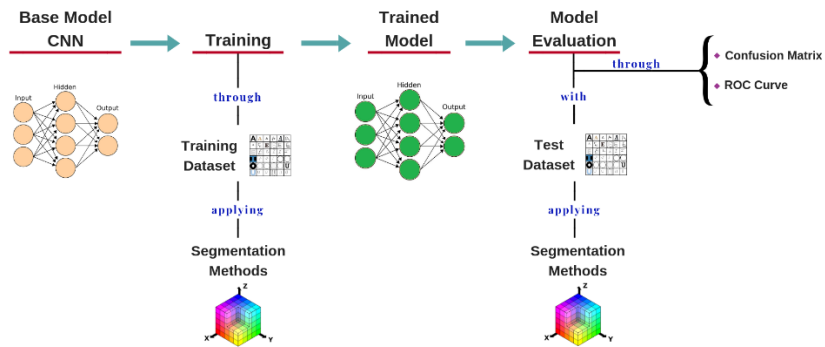 Base Model
CNN
Training
Trained
Model
Model
Evaluation
through
Confusion Matrix
ROC Curve
Input
Hidden
Output
through
Input
Hidden
Output
with
Training
Dataset
Test
Dataset
applying
applying
Segmentation
Methods
Segmentation
Methods
Z
X
Y
Z
X
Y